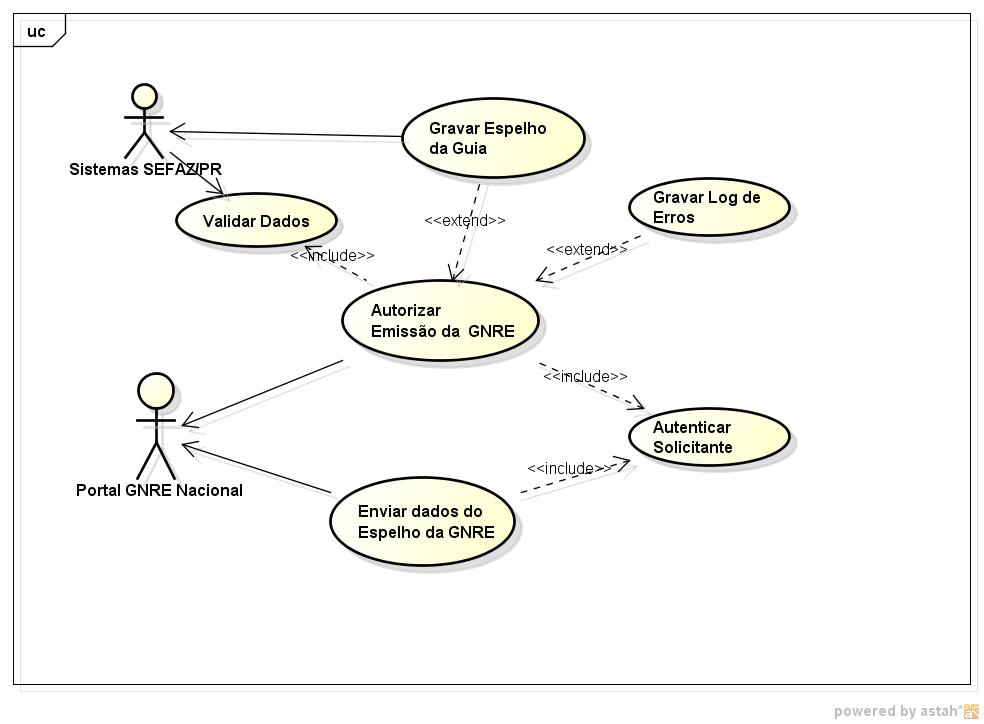 uc
Gravar Espelho
da Guia
Sistemas SEFAZ/PR
Gravar Log de
Erros
Validar Dados
<<extend>>
<<extend>>
<<include>>
Autorizar
Emissão da  GNRE
<<include>>
Autenticar
Solicitante
<<include>>
Portal GNRE Nacional
Enviar dados do
Espelho da GNRE
powered by astah*